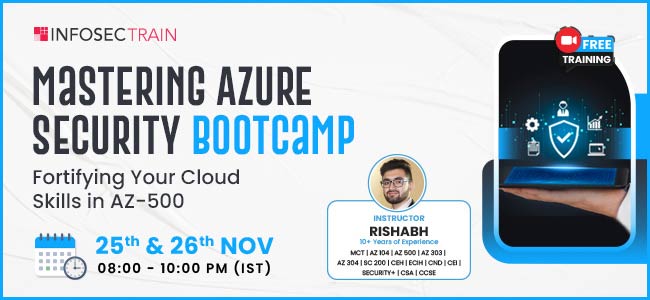 INFOSECTRAIN
FREE
TRAINING
MASTERING AZURE
SECURITY BOOTCAMP
Fortifying Your Cloud
Skills in AZ-500
25th & 26th NOV
08:00 - 10:00 PM (IST)
INSTRUCTOR
RISHABH
10+ Years of Experience
MCT | AZ 104 | AZ 500 | AZ 303 |
AZ 304 | SC 200 | CEH | ECIH | CND | CEI |
SECURITY+ | CSA | CCSE